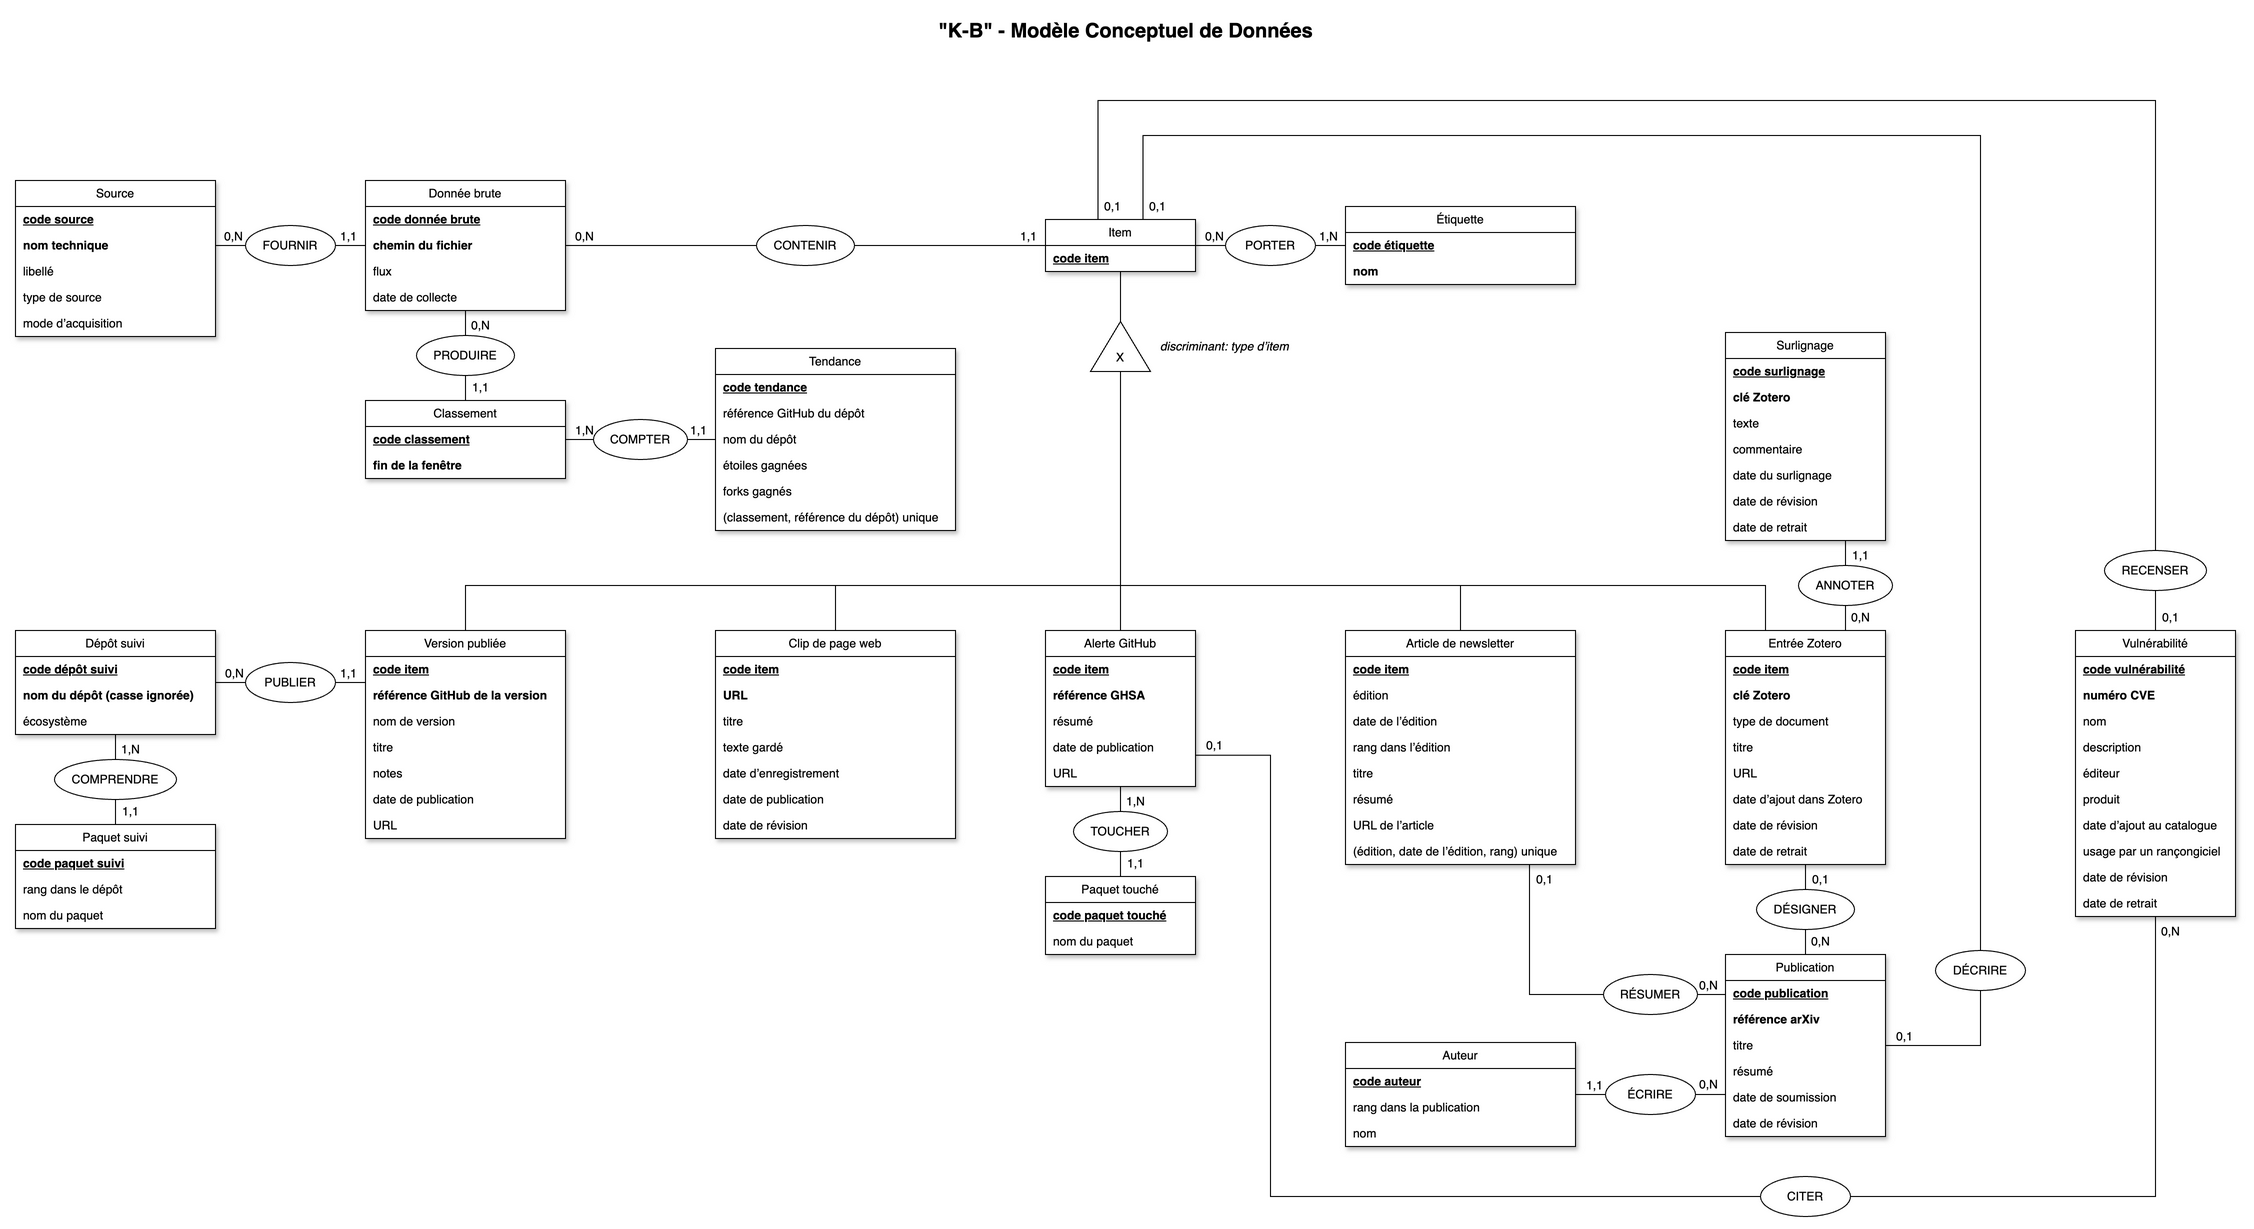 "K-B" - Modèle Conceptuel de Données
0,1
0,1
Source
code source
nom technique
libellé
type de source
mode d’acquisition
0,N
FOURNIR
1,1
Donnée brute
code donnée brute
chemin du fichier
flux
date de collecte
0,N
CONTENIR
1,1
Item
code item
0,N
PORTER
1,N
Étiquette
code étiquette
nom
0,N
PRODUIRE
1,1
Classement
code classement
fin de la fenêtre
1,N
COMPTER
1,1
Tendance
code tendance
référence GitHub du dépôt
nom du dépôt
étoiles gagnées
forks gagnés
(classement, référence du dépôt) unique
X
discriminant: type d’item
Surlignage
code surlignage
clé Zotero
texte
commentaire
date du surlignage
date de révision
date de retrait
1,1
ANNOTER
0,N
RECENSER
0,1
Dépôt suivi
code dépôt suivi
nom du dépôt (casse ignorée)
écosystème
0,N
PUBLIER
1,1
1,N
COMPRENDRE
1,1
Paquet suivi
code paquet suivi
rang dans le dépôt
nom du paquet
Version publiée
code item
référence GitHub de la version
nom de version
titre
notes
date de publication
URL
Clip de page web
code item
URL
titre
texte gardé
date d’enregistrement
date de publication
date de révision
Alerte GitHub
code item
référence GHSA
résumé
date de publication
URL
0,1
1,N
TOUCHER
1,1
Paquet touché
code paquet touché
nom du paquet
Article de newsletter
code item
édition
date de l’édition
rang dans l’édition
titre
résumé
URL de l’article
(édition, date de l’édition, rang) unique
0,1
RÉSUMER
0,N
Entrée Zotero
code item
clé Zotero
type de document
titre
URL
date d’ajout dans Zotero
date de révision
date de retrait
0,1
DÉSIGNER
0,N
Publication
code publication
référence arXiv
titre
résumé
date de soumission
date de révision
0,1
DÉCRIRE
Auteur
code auteur
rang dans la publication
nom
1,1
ÉCRIRE
0,N
Vulnérabilité
code vulnérabilité
numéro CVE
nom
description
éditeur
produit
date d’ajout au catalogue
usage par un rançongiciel
date de révision
date de retrait
0,N
CITER